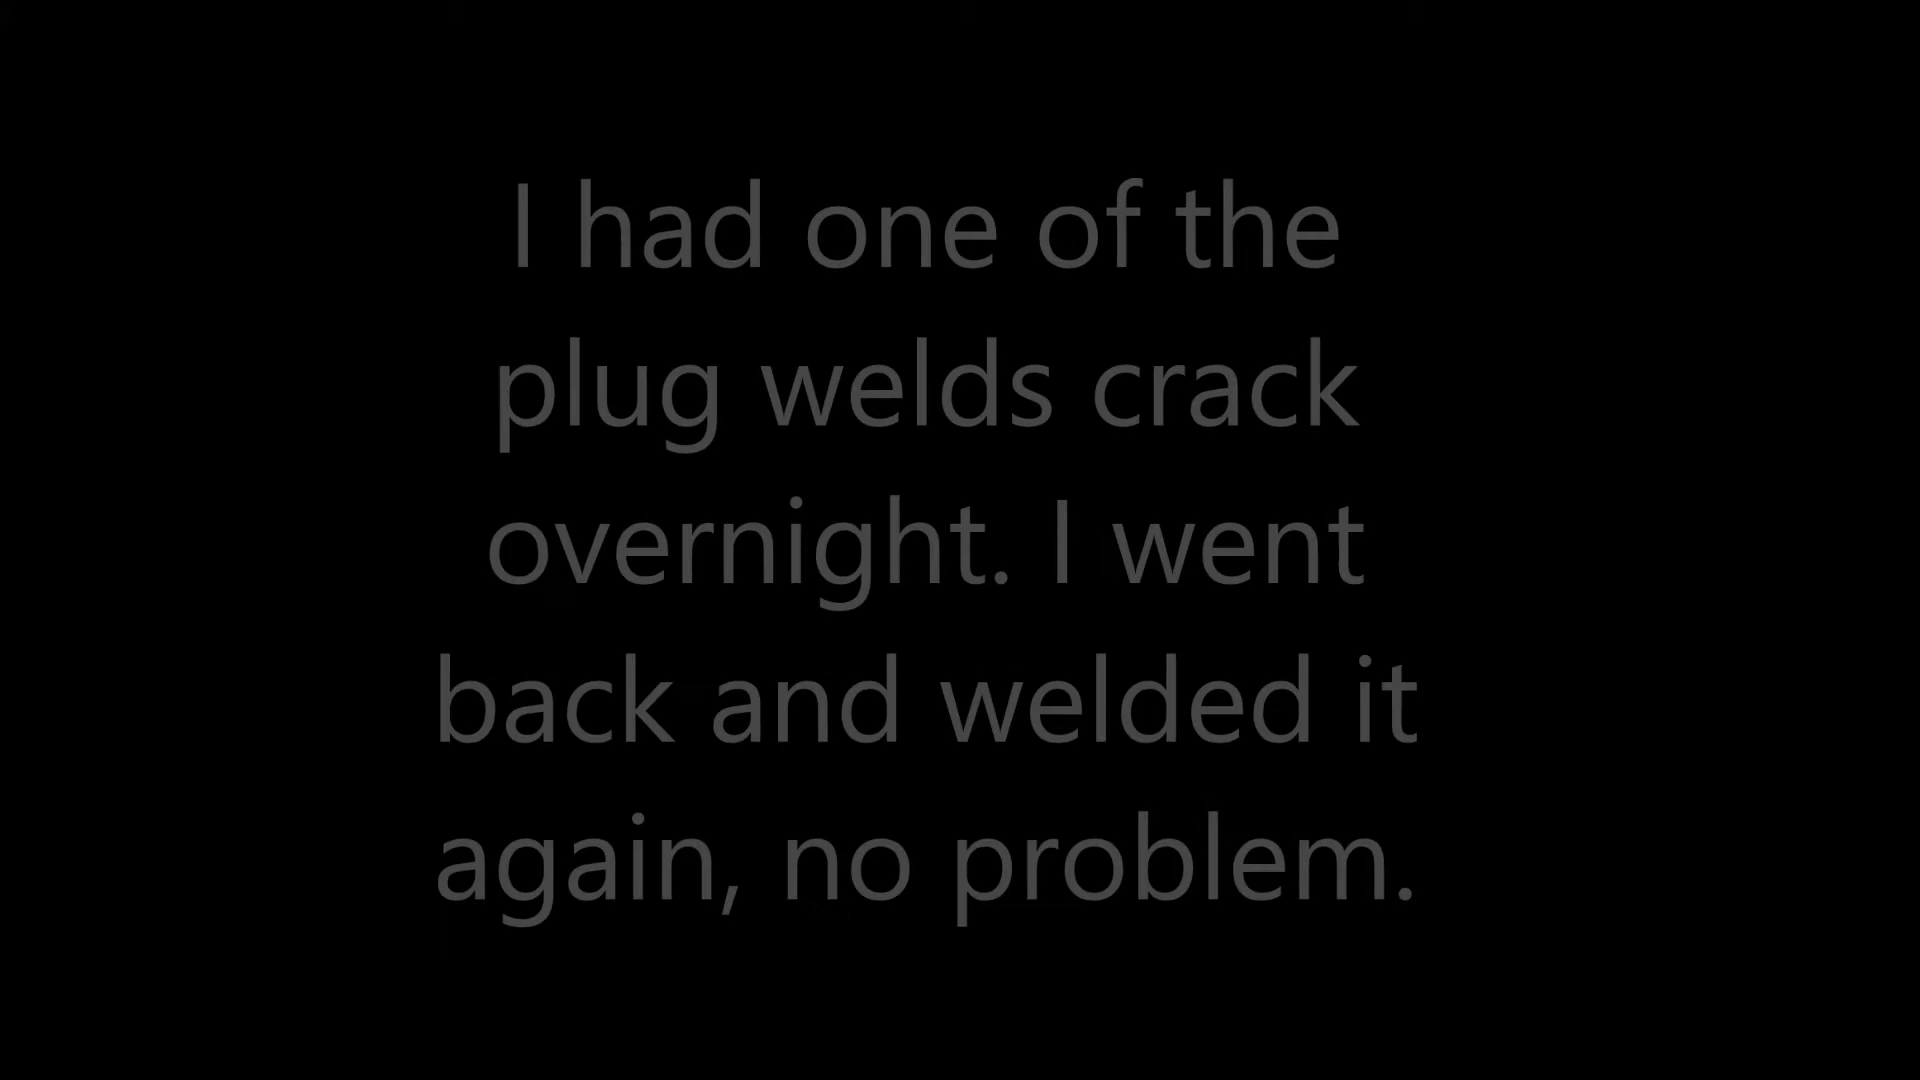 I had one of the
plug welds crack
overnight. I went
back and welded it
again, no problem.